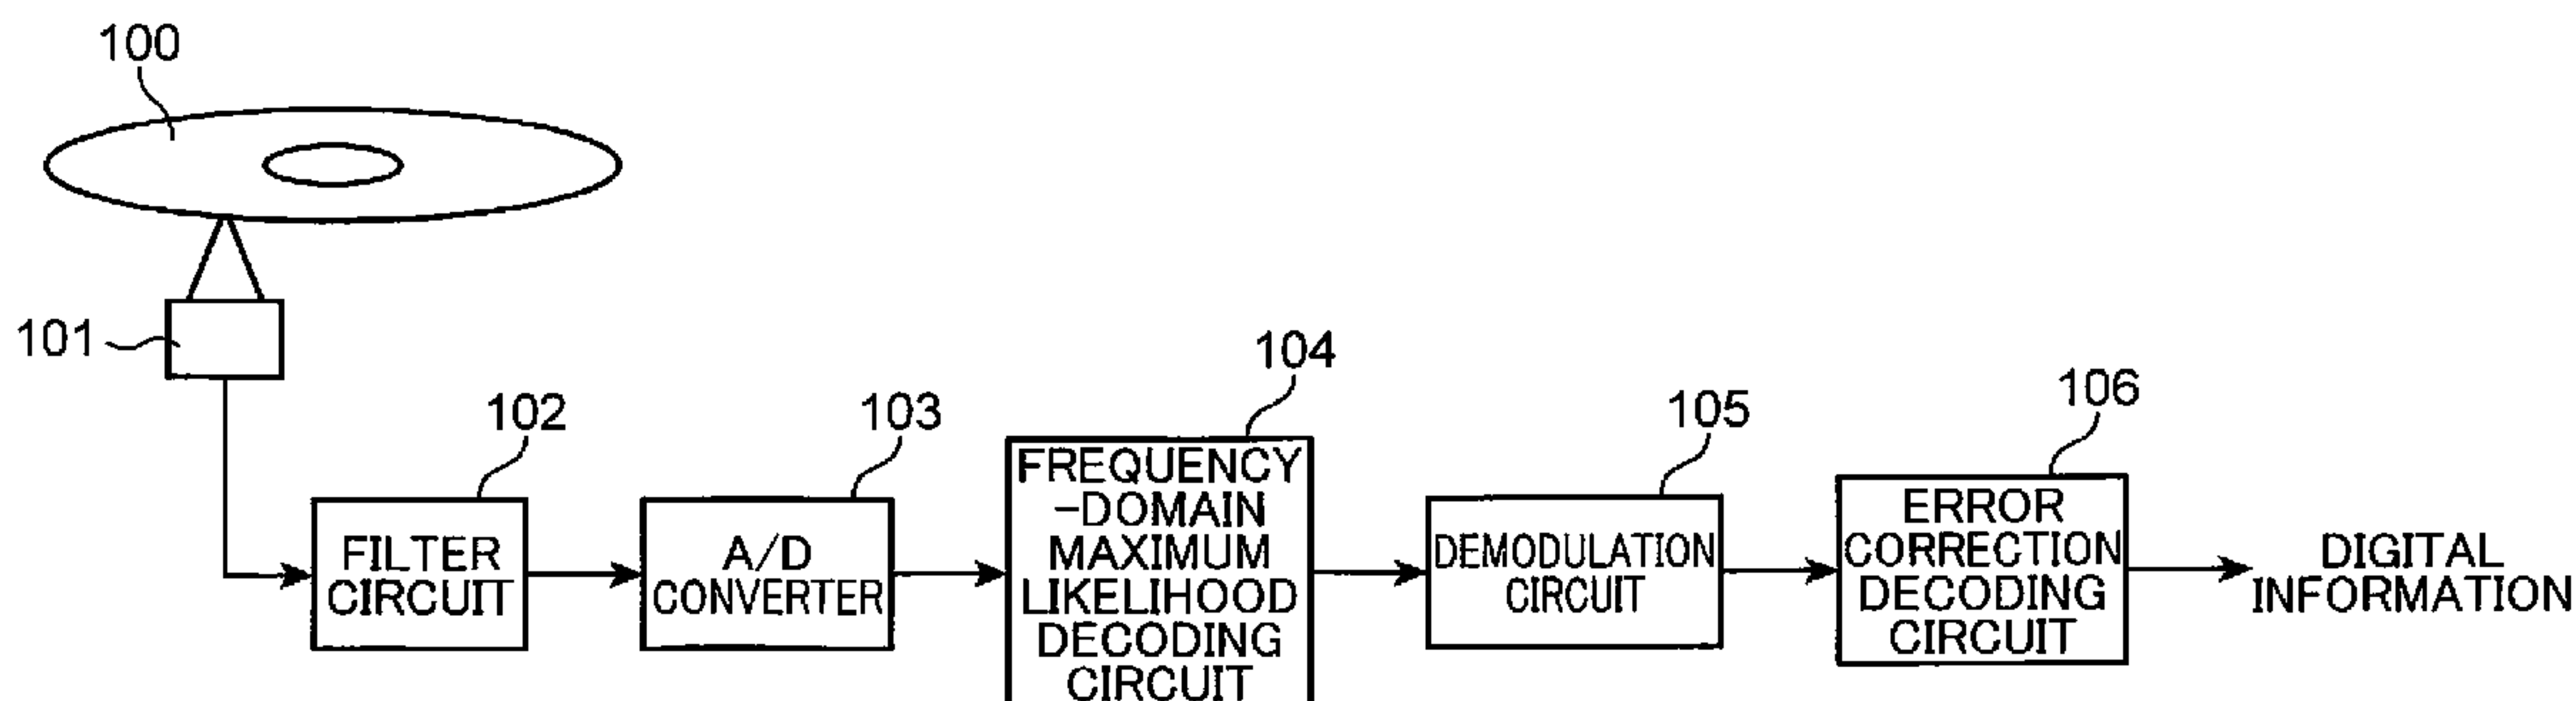 100
101
102
FILTER
CIRCUIT
103
A/D
CONVERTER
104
FREQUENCY
-DOMAIN
MAXIMUM
LIKELIHOOD
DECODING
CIRCUIT
105
DEMODULATION
CIRCUIT
106
ERROR
CORRECTION
DECODING
CIRCUIT
DIGITAL
INFORMATION